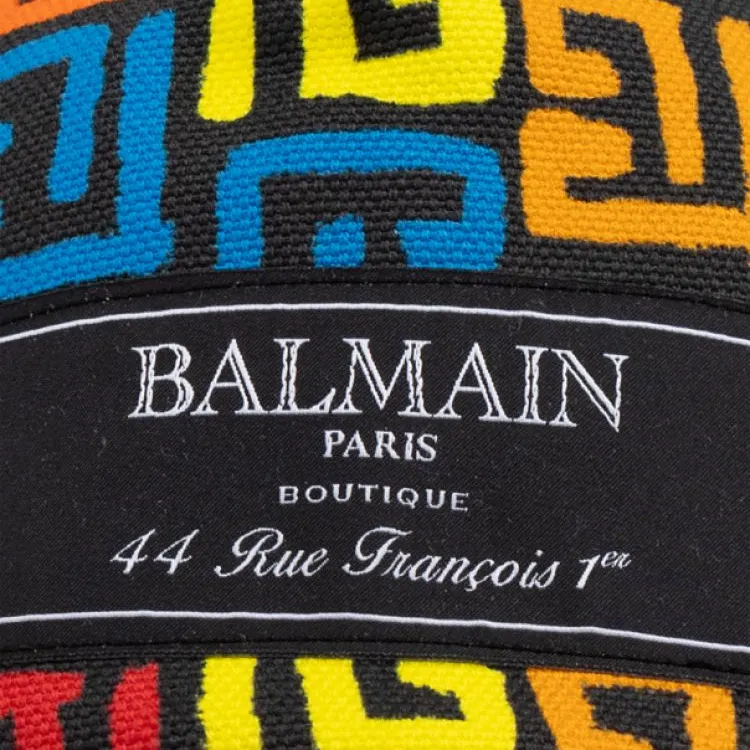 BALMAIN
PARIS
BOUTIQUE
44 Rue François 1er